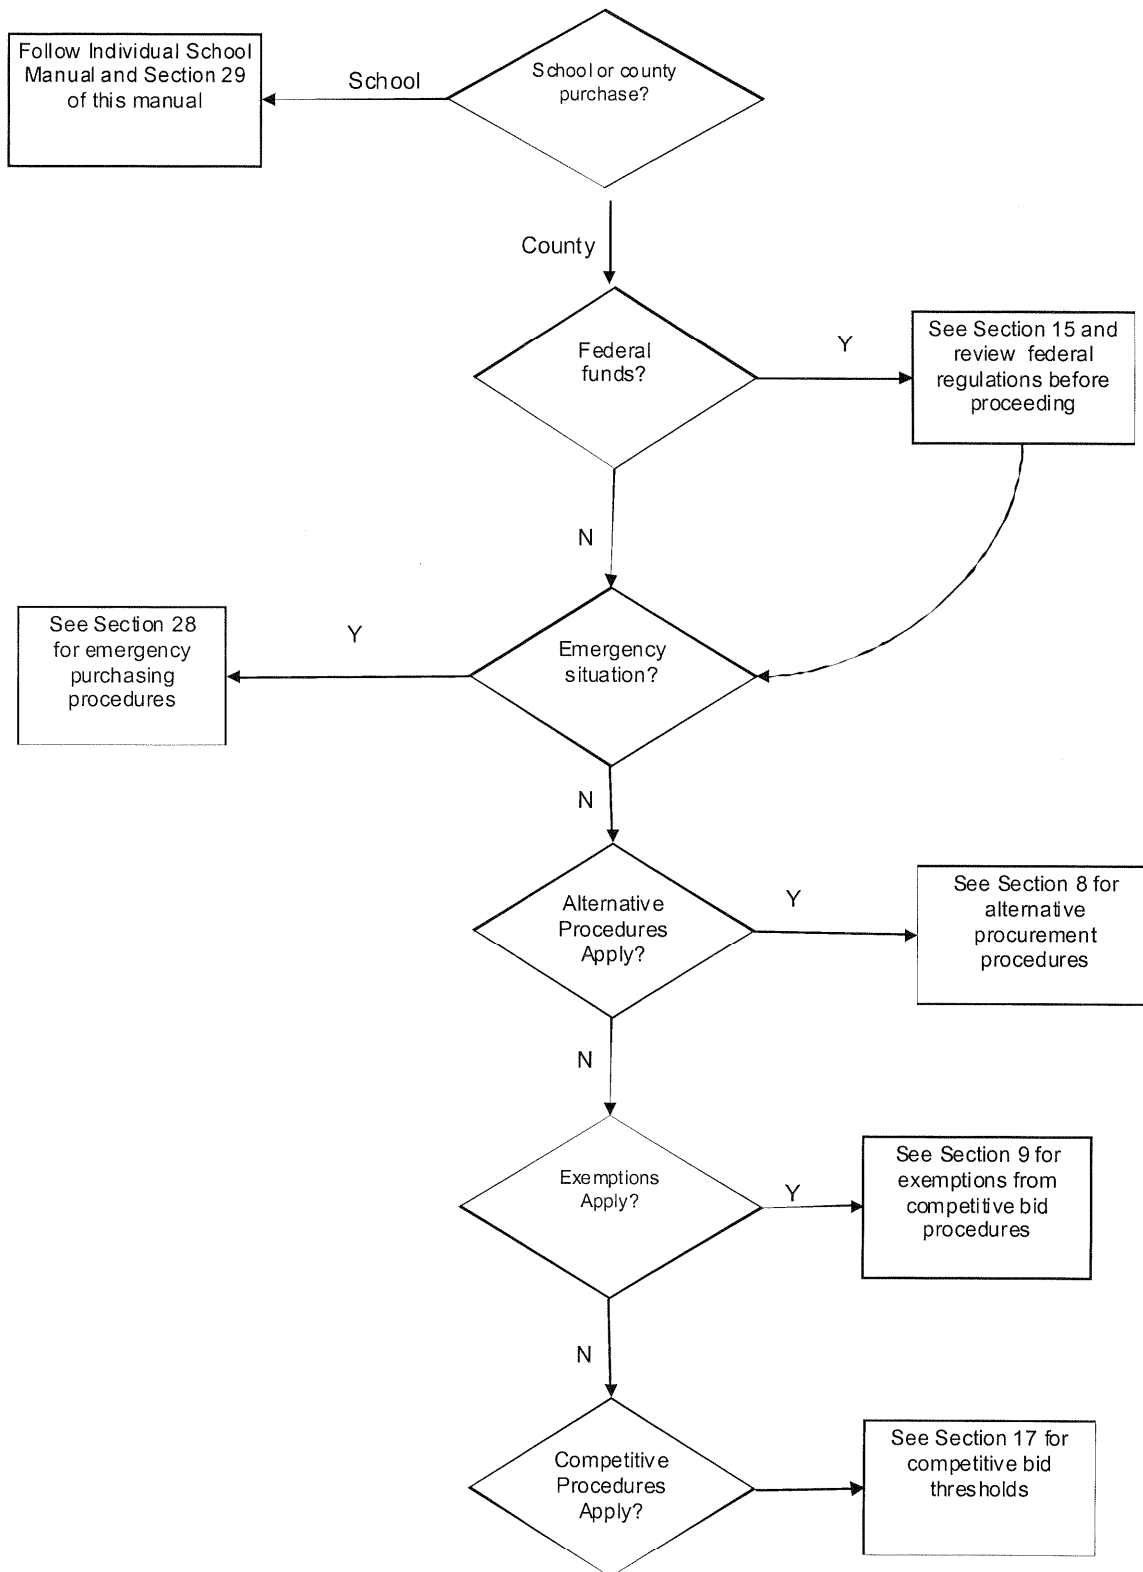 School or county
purchase?
School
Follow Individual School
Manual and Section 29
of this manual
County
Federal
funds?
Y
See Section 15 and
review federal
regulations before
proceeding
N
Emergency
situation?
Y
See Section 28
for emergency
purchasing
procedures
N
Alternative
Procedures
Apply?
Y
See Section 8 for
alternative
procurement
procedures
N
Exemptions
Apply?
Y
See Section 9 for
exemptions from
competitive bid
procedures
N
Competitive
Procedures
Apply?
See Section 17 for
competitive bid
thresholds